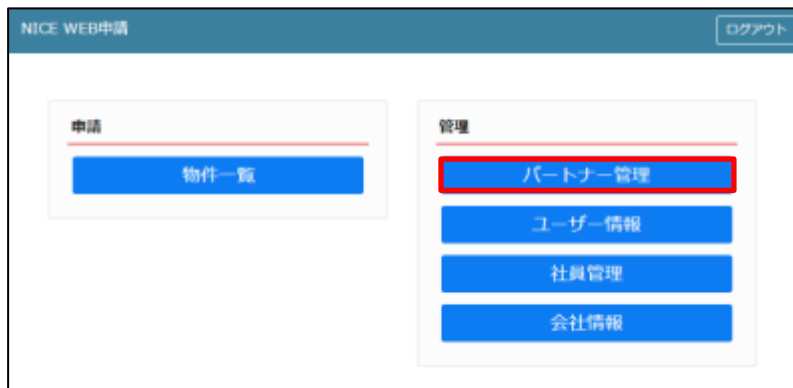 NICE WEB申請
ログアウト
申請
物件一覧
管理
パートナー管理
ユーザー情報
社員管理
会社情報